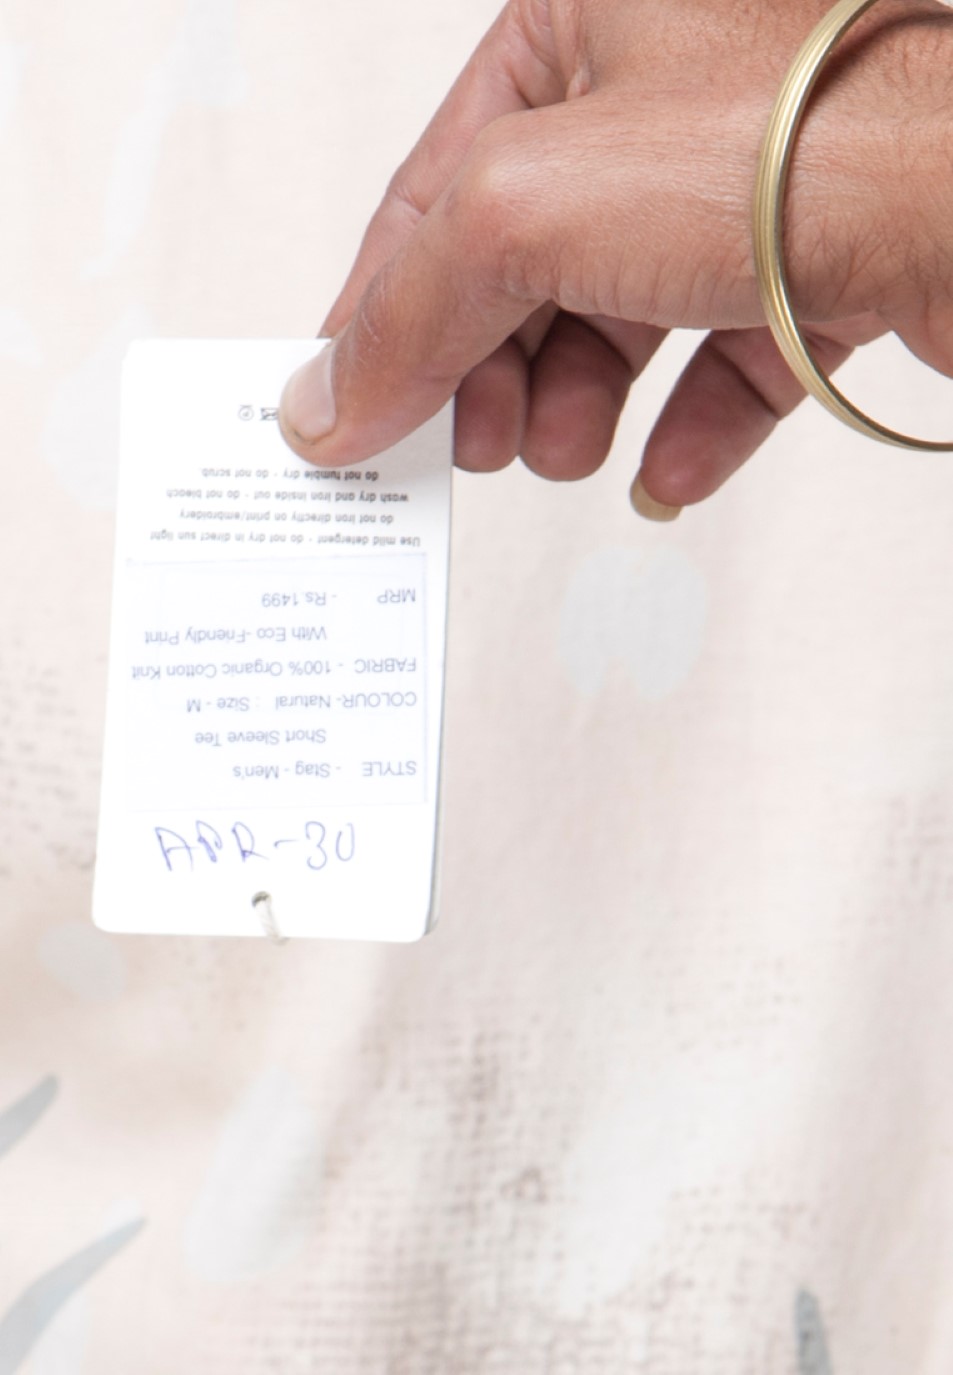 APR-30
STYLE - Stag - Men's
Short Sleeve Tee
COLOUR- Natural : Size - M
FABRIC - 100% Organic Cotton Knit
With Eco -Friendly Print
MRP - Rs.1499
Use mild detergent - do not dry in direct sun light
do not iron directly on print/embroidery
wash dry and iron inside out - do not bleach
do not tumble dry - do not scrub